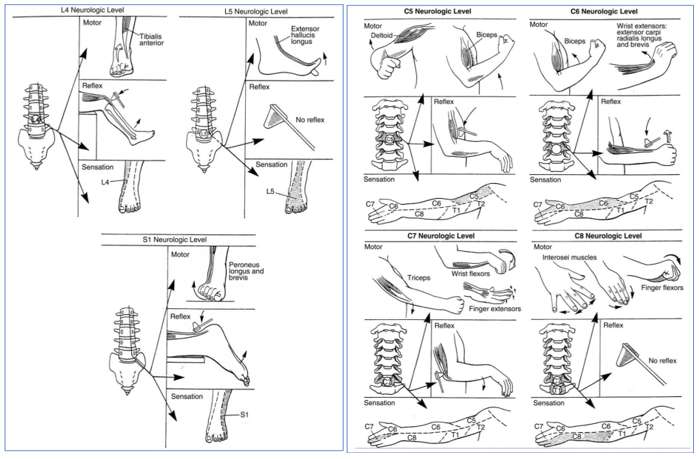 L4 Neurologic Level
Motor
Tibialis
anterior
Reflex
Sensation
L4
L5 Neurologic Level
Motor
Extensor
hallucis
longus
Reflex
No reflex
Sensation
L5
S1 Neurologic Level
Motor
Peroneus
longus and
brevis
Reflex
Sensation
S1
C5 Neurologic Level
Motor
Deltoid
Biceps
Reflex
Sensation
C7
C6
C8
C5
T1
T2
C6 Neurologic Level
Motor
Biceps
Wrist extensors:
extensor carpi
radialis longus
and brevis
Reflex
Sensation
C7
C6
C6
C8
C5
T1
T2
C7 Neurologic Level
Motor
Triceps
Wrist flexors
Finger extensors
Reflex
Sensation
C7
C6
C6
C8
C5
T1
T2
C8 Neurologic Level
Motor
Interosei muscles
Finger flexors
Reflex
No reflex
Sensation
C7
C6
C6
C8
C5
T1
T2